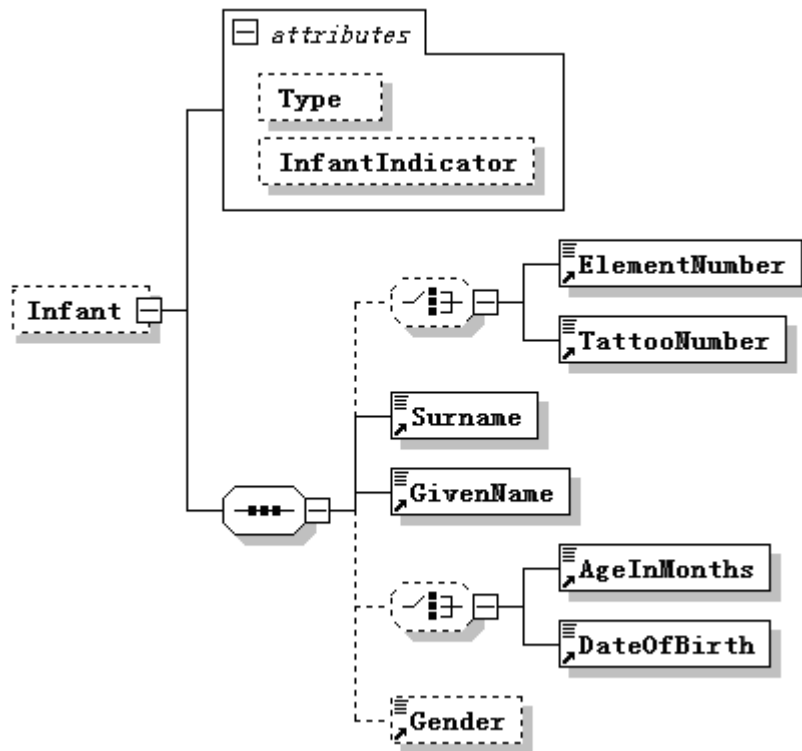 attributes
Type
InfantIndicator
Infant
ElementNumber
TattooNumber
Surname
GivenName
AgeInMonths
DateOfBirth
Gender